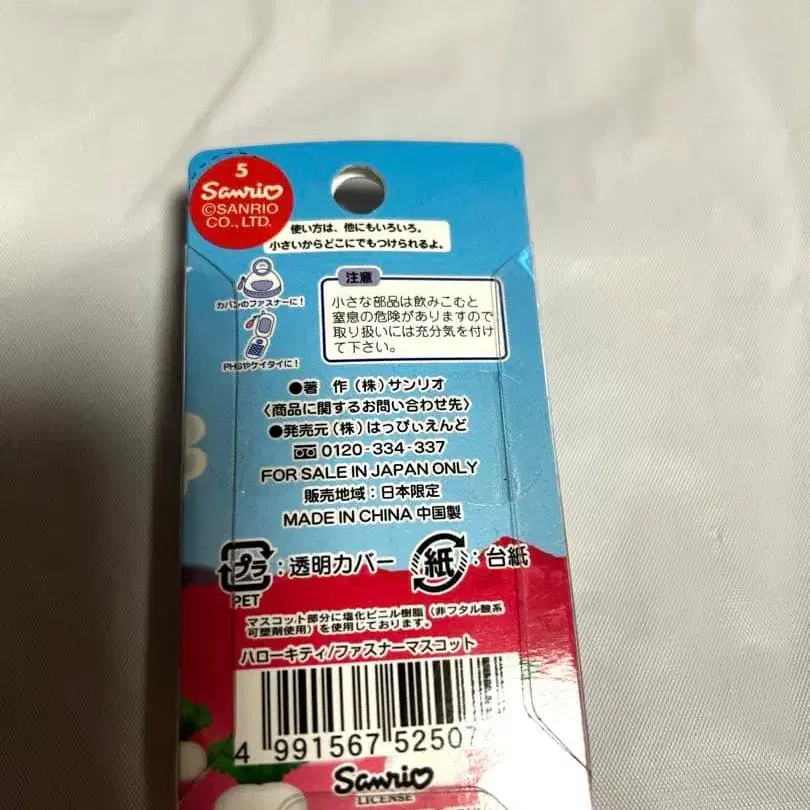 5
Sanrio
©SANRIO
CO., LTD.
使い方は、他にもいろいろ。
小さいからどこにでもつけられるよ。
カバンのファスナーに！
PHSやケイタイに！
注意
小さな部品は飲みこむと
窒息の危険がありますので
取り扱いには充分気を付け
て下さい。
●著　作（株）サンリオ
〈商品に関するお問い合わせ先〉
●発売元（株）はっぴぃえんど
0120-334-337
FOR SALE IN JAPAN ONLY
販売地域：日本限定
MADE IN CHINA 中国製
プラ：透明カバー 紙：台紙
PET
マスコット部分に塩化ビニル樹脂（非フタル酸系
可塑剤使用）を使用しております。
ハローキティ/ファスナーマスコット
4 991567 52507
Sanrio
LICENSE